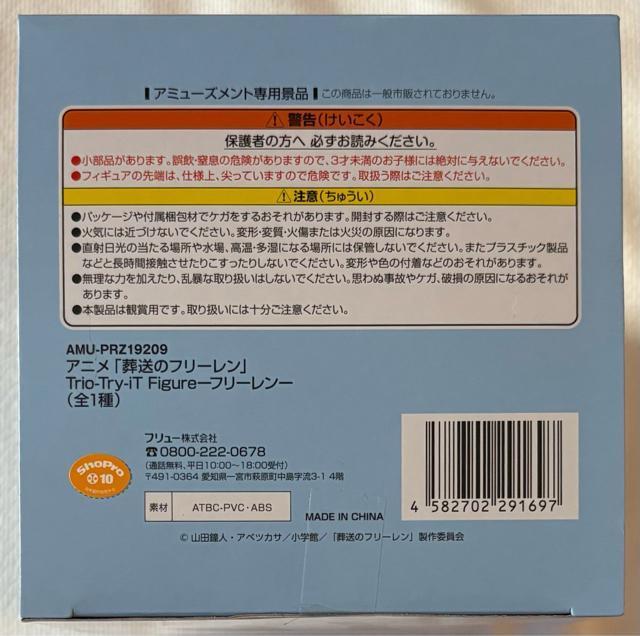 アミューズメント専用景品 この商品は一般市販されておりません。
⚠警告(けいこく)
保護者の方へ 必ずお読みください。
●小部品があります。誤飲・窒息の危険がありますので、3才未満のお子様には絶対に与えないでください。
●フィギュアの先端は、仕様上、尖っていますので危険です。取扱う際はご注意ください。
⚠注意(ちゅうい)
●パッケージや付属梱包材でケガをするおそれがあります。開封する際はご注意ください。
●火気には近づけないでください。変形・変質・火傷または火災の原因になります。
●直射日光の当たる場所や水場、高温・多湿になる場所には保管しないでください。またプラスチック製品
などと長時間接触させたりこすったりしないでください。変形や色の付着などのおそれがあります。
●無理な力を加えたり、乱暴な取り扱いはしないでください。思わぬ事故やケガ、破損の原因になるおそれが
あります。
●本製品は観賞用です。取り扱いには十分ご注意ください。
AMU-PRZ19209
アニメ「葬送のフリーレン」
Trio-Try-iT Figureーフリーレンー
(全1種)
フリュー株式会社
☎0800-222-0678
(通話無料、平日10:00〜18:00受付)
〒491-0364 愛知県一宮市萩原町中島字流3-1 4階
ShoPro
10
素材 ATBC-PVC・ABS
MADE IN CHINA
4 582702 291697
© 山田鐘人・アベツカサ/小学館/「葬送のフリーレン」製作委員会